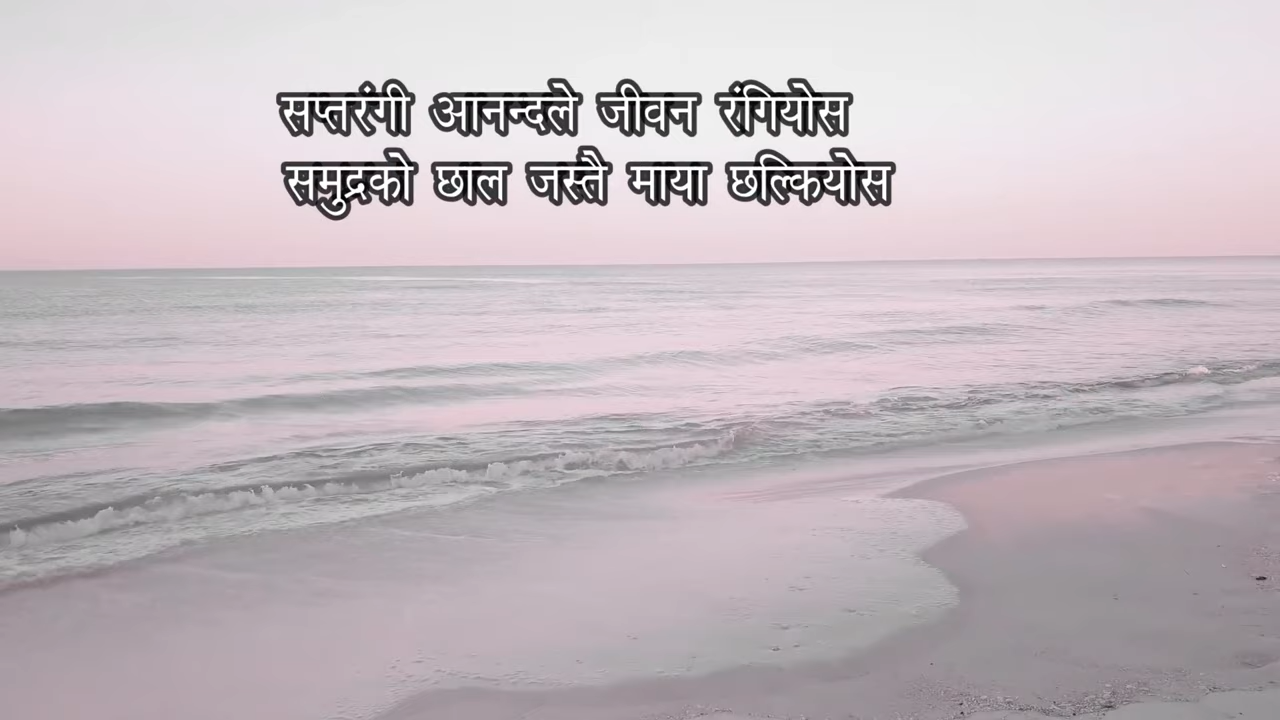 सप्तरंगी आनन्दले जीवन रंगियोस
समुद्रको छाल जस्तै माया छल्कियोस